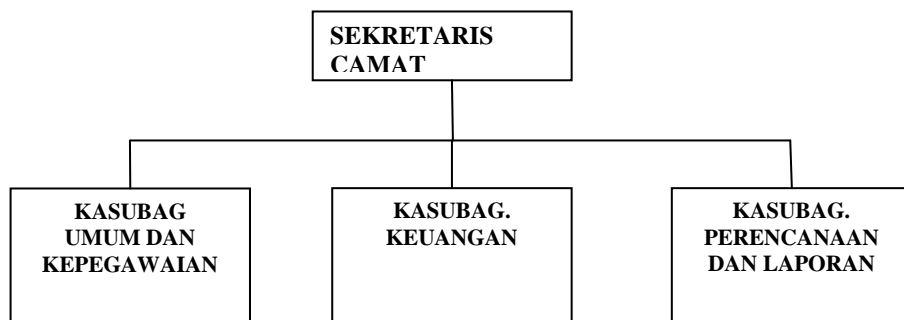 SEKRETARIS
CAMAT
KASUBAG
UMUM DAN
KEPEGAWAIAN
KASUBAG.
KEUANGAN
KASUBAG.
PERENCANAAN
DAN LAPORAN